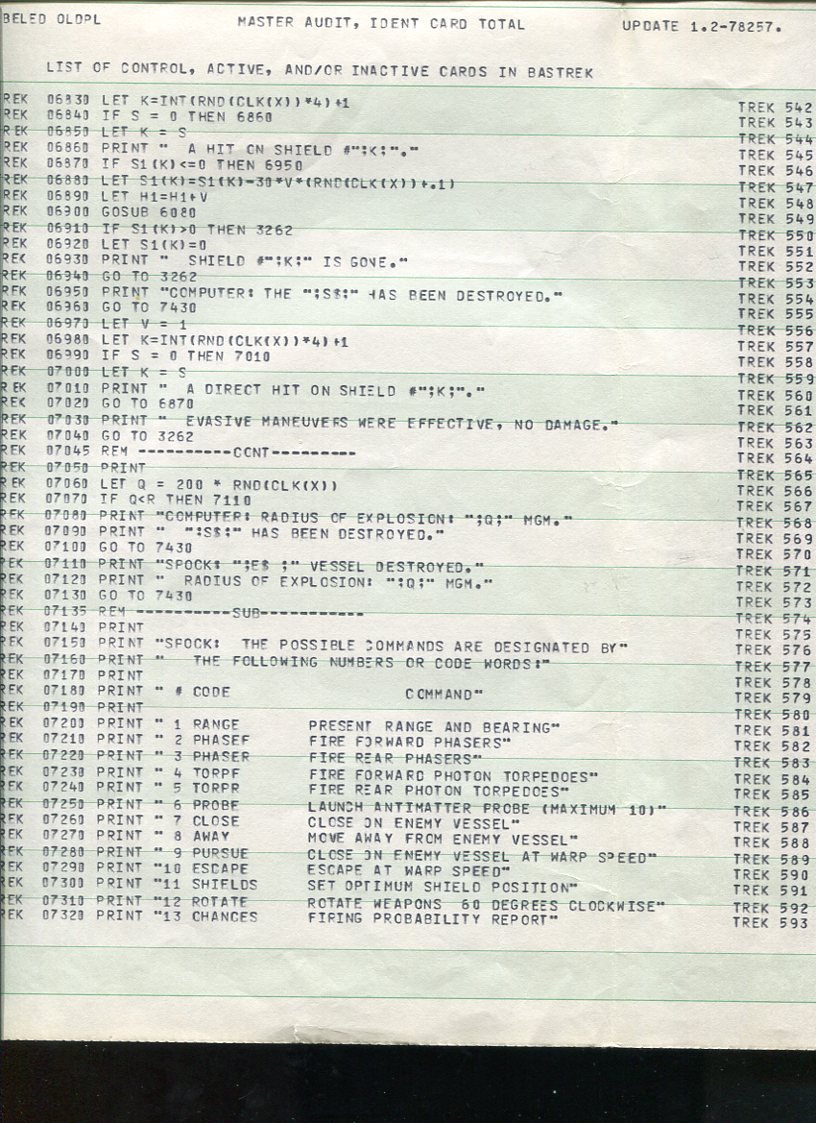 BELED OLDPL MASTER AUDIT, IDENT CARD TOTAL UPDATE 1.2-78257.
LIST OF CONTROL, ACTIVE, AND/OR INACTIVE CARDS IN BASTREK
REK 06830 LET K=INT(RND(CLK(X))*4)+1 TREK 542
REK 06840 IF S = 0 THEN 6860 TREK 543
REK 06850 LET K = S TREK 544
REK 06860 PRINT " A HIT ON SHIELD #";K;"." TREK 545
REK 06870 IF S1(K)<=0 THEN 6950 TREK 546
REK 06880 LET S1(K)=S1(K)-30*V*(RND(CLK(X))+.1) TREK 547
REK 06890 LET H1=H1+V TREK 548
REK 06900 GOSUB 6080 TREK 549
REK 06910 IF S1(K)>0 THEN 3262 TREK 550
REK 06920 LET S1(K)=0 TREK 551
REK 06930 PRINT " SHIELD #";K;" IS GONE." TREK 552
REK 06940 GO TO 3262 TREK 553
REK 06950 PRINT "COMPUTER: THE ";S$;" HAS BEEN DESTROYED." TREK 554
REK 06960 GO TO 7430 TREK 555
REK 06970 LET V = 1 TREK 556
REK 06980 LET K=INT(RND(CLK(X))*4)+1 TREK 557
REK 06990 IF S = 0 THEN 7010 TREK 558
REK 07000 LET K = S TREK 559
REK 07010 PRINT " A DIRECT HIT ON SHIELD #";K;"." TREK 560
REK 07020 GO TO 6870 TREK 561
REK 07030 PRINT " EVASIVE MANEUVERS WERE EFFECTIVE, NO DAMAGE." TREK 562
REK 07040 GO TO 3262 TREK 563
REK 07045 REM ----------CONT--------- TREK 564
REK 07050 PRINT TREK 565
REK 07060 LET Q = 200 * RND(CLK(X)) TREK 566
REK 07070 IF Q<R THEN 7110 TREK 567
REK 07080 PRINT "COMPUTER: RADIUS OF EXPLOSION: ";Q;" MGM." TREK 568
REK 07090 PRINT " ";S$;" HAS BEEN DESTROYED." TREK 569
REK 07100 GO TO 7430 TREK 570
REK 07110 PRINT "SPOCK: ";E$ ;" VESSEL DESTROYED." TREK 571
REK 07120 PRINT " RADIUS OF EXPLOSION: ";Q;" MGM." TREK 572
REK 07130 GO TO 7430 TREK 573
REK 07135 REM ----------SUB----------- TREK 574
REK 07140 PRINT TREK 575
REK 07150 PRINT "SPOCK: THE POSSIBLE COMMANDS ARE DESIGNATED BY" TREK 576
REK 07160 PRINT " THE FOLLOWING NUMBERS OR CODE WORDS:" TREK 577
REK 07170 PRINT TREK 578
REK 07180 PRINT " # CODE COMMAND" TREK 579
REK 07190 PRINT TREK 580
REK 07200 PRINT " 1 RANGE PRESENT RANGE AND BEARING" TREK 581
REK 07210 PRINT " 2 PHASEF FIRE FORWARD PHASERS" TREK 582
REK 07220 PRINT " 3 PHASER FIRE REAR PHASERS" TREK 583
REK 07230 PRINT " 4 TORPF FIRE FORWARD PHOTON TORPEDOES" TREK 584
REK 07240 PRINT " 5 TORPR FIRE REAR PHOTON TORPEDOES" TREK 585
REK 07250 PRINT " 6 PROBE LAUNCH ANTIMATTER PROBE (MAXIMUM 10)" TREK 586
REK 07260 PRINT " 7 CLOSE CLOSE ON ENEMY VESSEL" TREK 587
REK 07270 PRINT " 8 AWAY MOVE AWAY FROM ENEMY VESSEL" TREK 588
REK 07280 PRINT " 9 PURSUE CLOSE ON ENEMY VESSEL AT WARP SPEED" TREK 589
REK 07290 PRINT "10 ESCAPE ESCAPE AT WARP SPEED" TREK 590
REK 07300 PRINT "11 SHIELDS SET OPTIMUM SHIELD POSITION" TREK 591
REK 07310 PRINT "12 ROTATE ROTATE WEAPONS 60 DEGREES CLOCKWISE" TREK 592
REK 07320 PRINT "13 CHANCES FIRING PROBABILITY REPORT" TREK 593